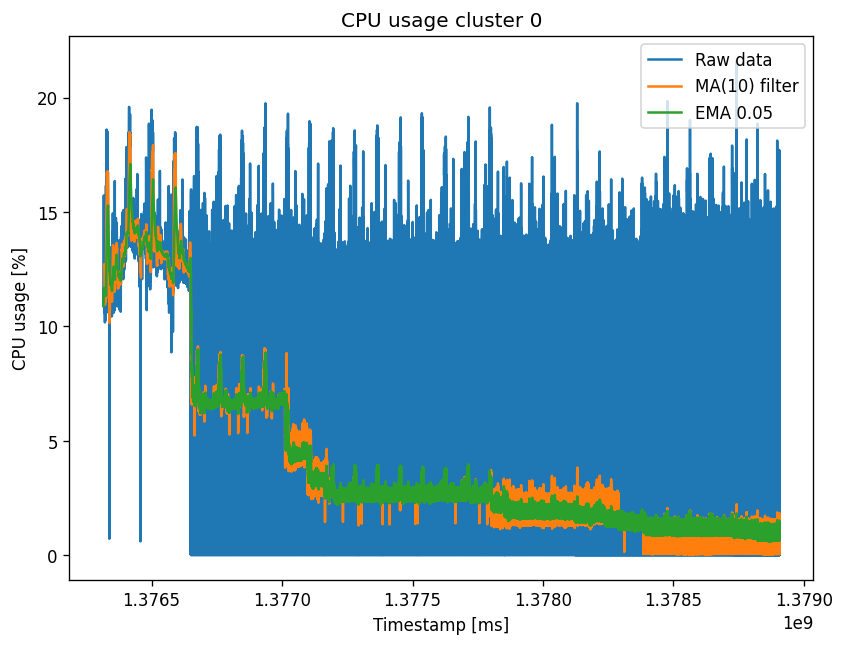 CPU usage cluster 0
Raw data
MA(10) filter
EMA 0.05
CPU usage [%]
20
15
10
5
0
1.3765 1.3770 1.3775 1.3780 1.3785 1.3790
1e9
Timestamp [ms]